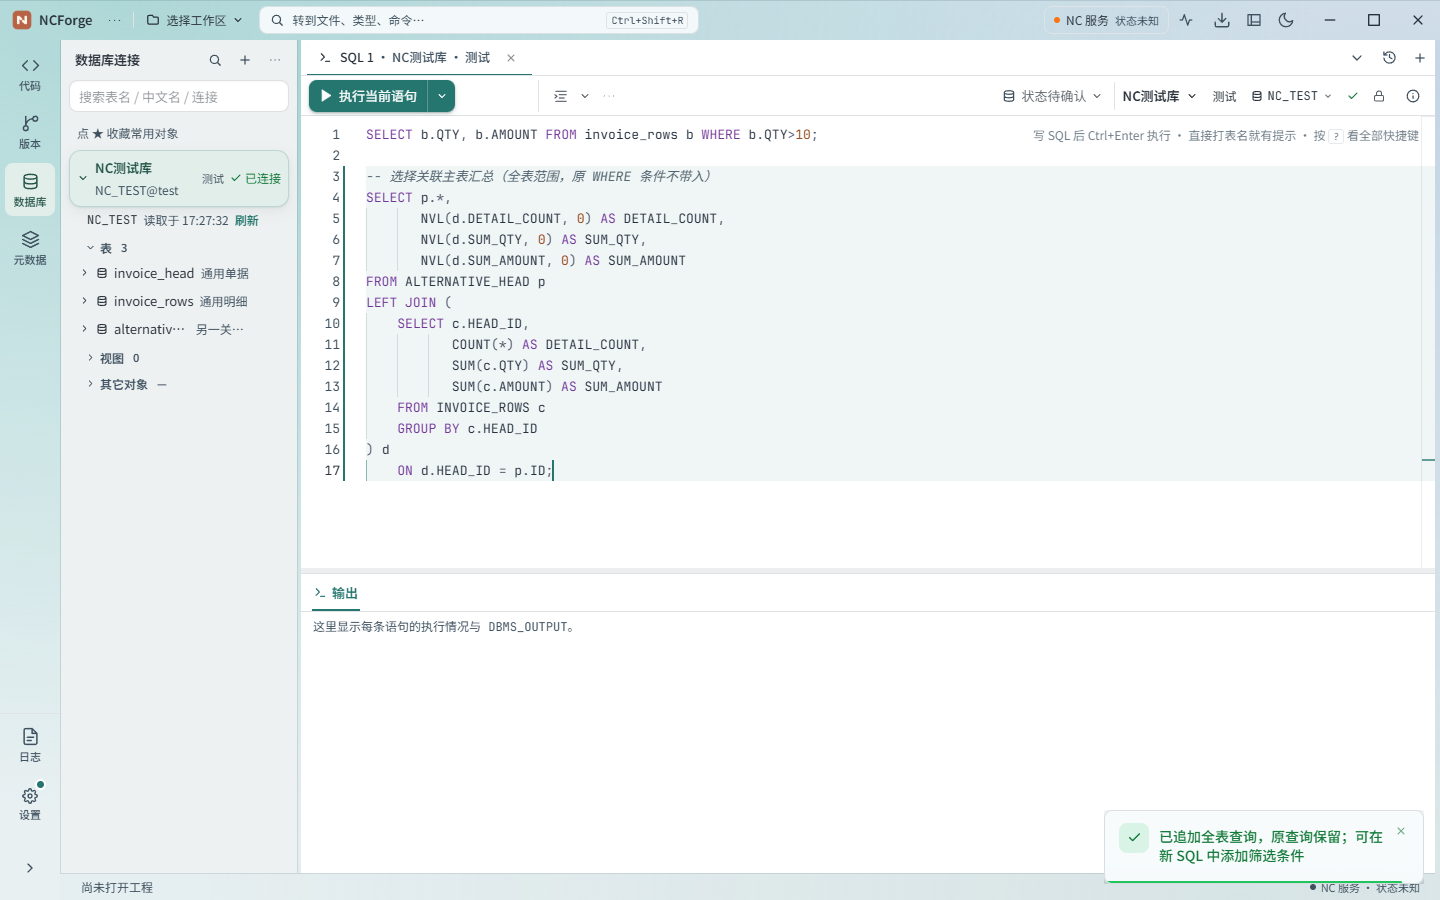 NCForge
···
选择工作区
转到文件、类型、命令···
Ctrl+Shift+R
NC 服务 状态未知
代码
版本
数据库
元数据
日志
设置
数据库连接
···
搜索表名 / 中文名 / 连接
点 ★ 收藏常用对象
NC测试库
NC_TEST@test
测试
已连接
NC_TEST 读取于 17:27:32 刷新
表 3
invoice_head 通用单据
invoice_rows 通用明细
alternativ··· 另一关···
视图 0
其它对象 —
SQL 1 · NC测试库 · 测试
执行当前语句
···
状态待确认
NC测试库
测试
NC_TEST
写 SQL 后 Ctrl+Enter 执行 · 直接打表名就有提示 · 按 ? 看全部快捷键
1 SELECT b.QTY, b.AMOUNT FROM invoice_rows b WHERE b.QTY>10;
2
3 -- 选择关联主表汇总（全表范围，原 WHERE 条件不带入）
4 SELECT p.*,
5 NVL(d.DETAIL_COUNT, 0) AS DETAIL_COUNT,
6 NVL(d.SUM_QTY, 0) AS SUM_QTY,
7 NVL(d.SUM_AMOUNT, 0) AS SUM_AMOUNT
8 FROM ALTERNATIVE_HEAD p
9 LEFT JOIN (
10 SELECT c.HEAD_ID,
11 COUNT(*) AS DETAIL_COUNT,
12 SUM(c.QTY) AS SUM_QTY,
13 SUM(c.AMOUNT) AS SUM_AMOUNT
14 FROM INVOICE_ROWS c
15 GROUP BY c.HEAD_ID
16 ) d
17 ON d.HEAD_ID = p.ID;
输出
这里显示每条语句的执行情况与 DBMS_OUTPUT。
已追加全表查询，原查询保留；可在
新 SQL 中添加筛选条件
尚未打开工程
NC 服务 · 状态未知